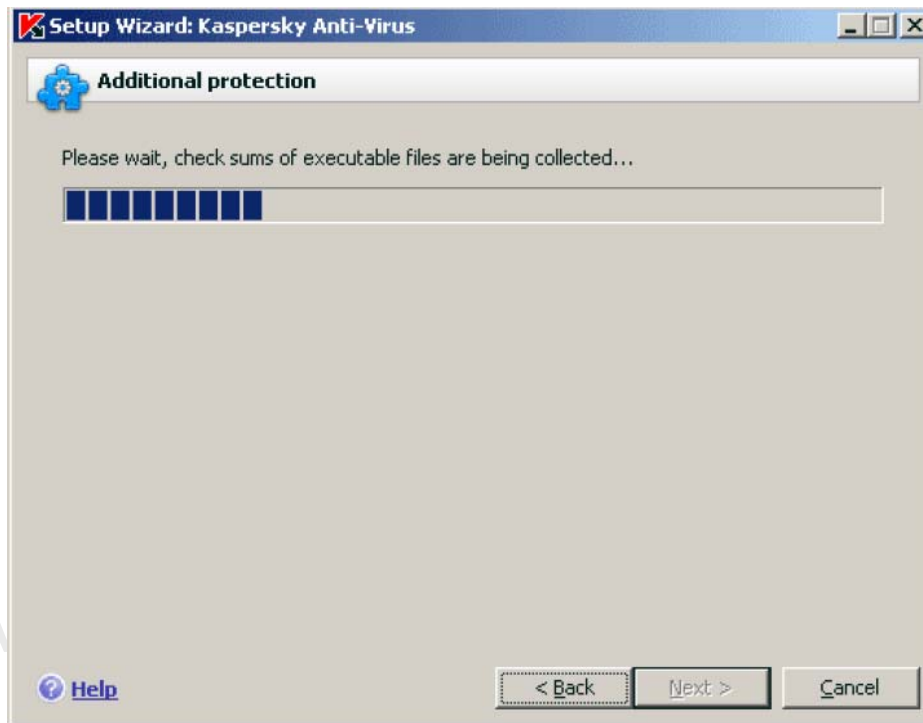 Setup Wizard: Kaspersky Anti-Virus
Additional protection
Please wait, check sums of executable files are being collected...
Help
< Back
Next >
Cancel